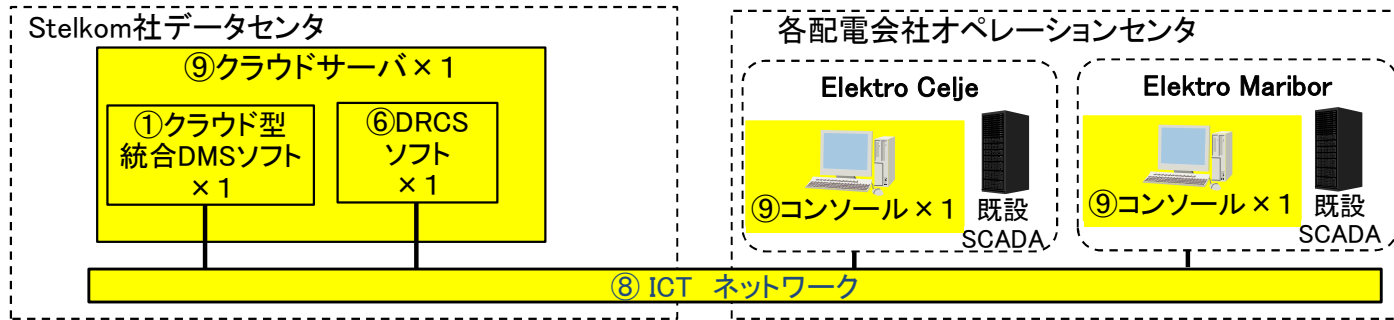 Stelkom社データセンタ
⑨クラウドサーバ×1
①クラウド型
統合DMSソフト
×1
⑥DRCS
ソフト
×1
各配電会社オペレーションセンタ
Elektro Celje
⑨コンソール×1
既設
SCADA
Elektro Maribor
⑨コンソール×1
既設
SCADA
⑧ ICT　ネットワーク